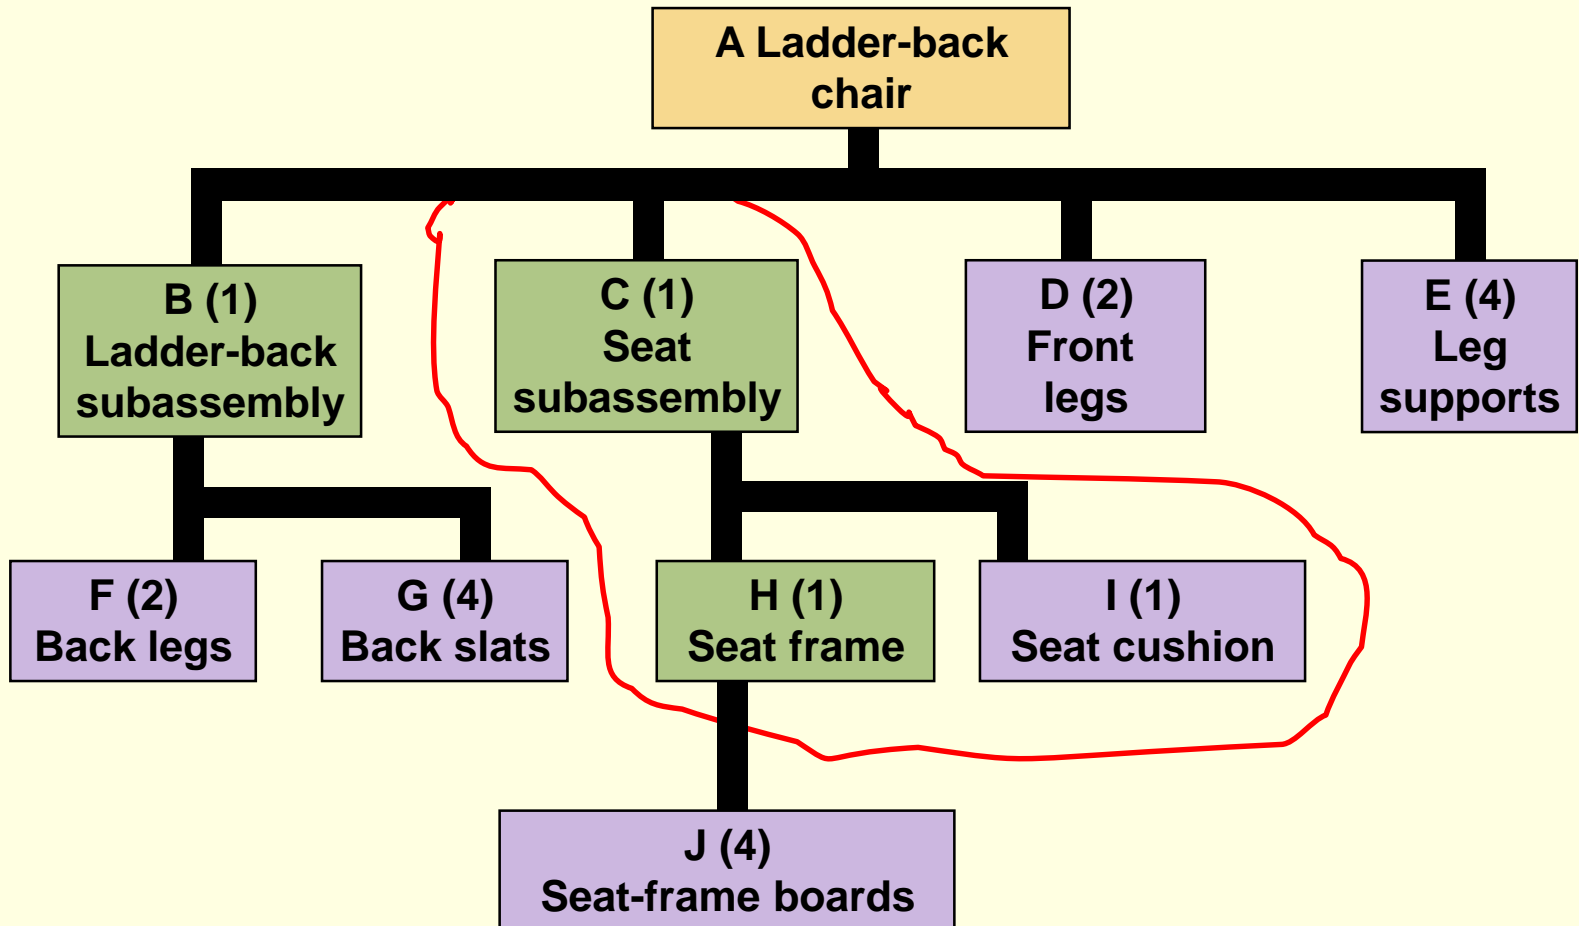 A Ladder-back
chair
B (1)
Ladder-back
subassembly
C (1)
Seat
subassembly
D (2)
Front
legs
E (4)
Leg
supports
F (2)
Back legs
G (4)
Back slats
H (1)
Seat frame
I (1)
Seat cushion
J (4)
Seat-frame boards